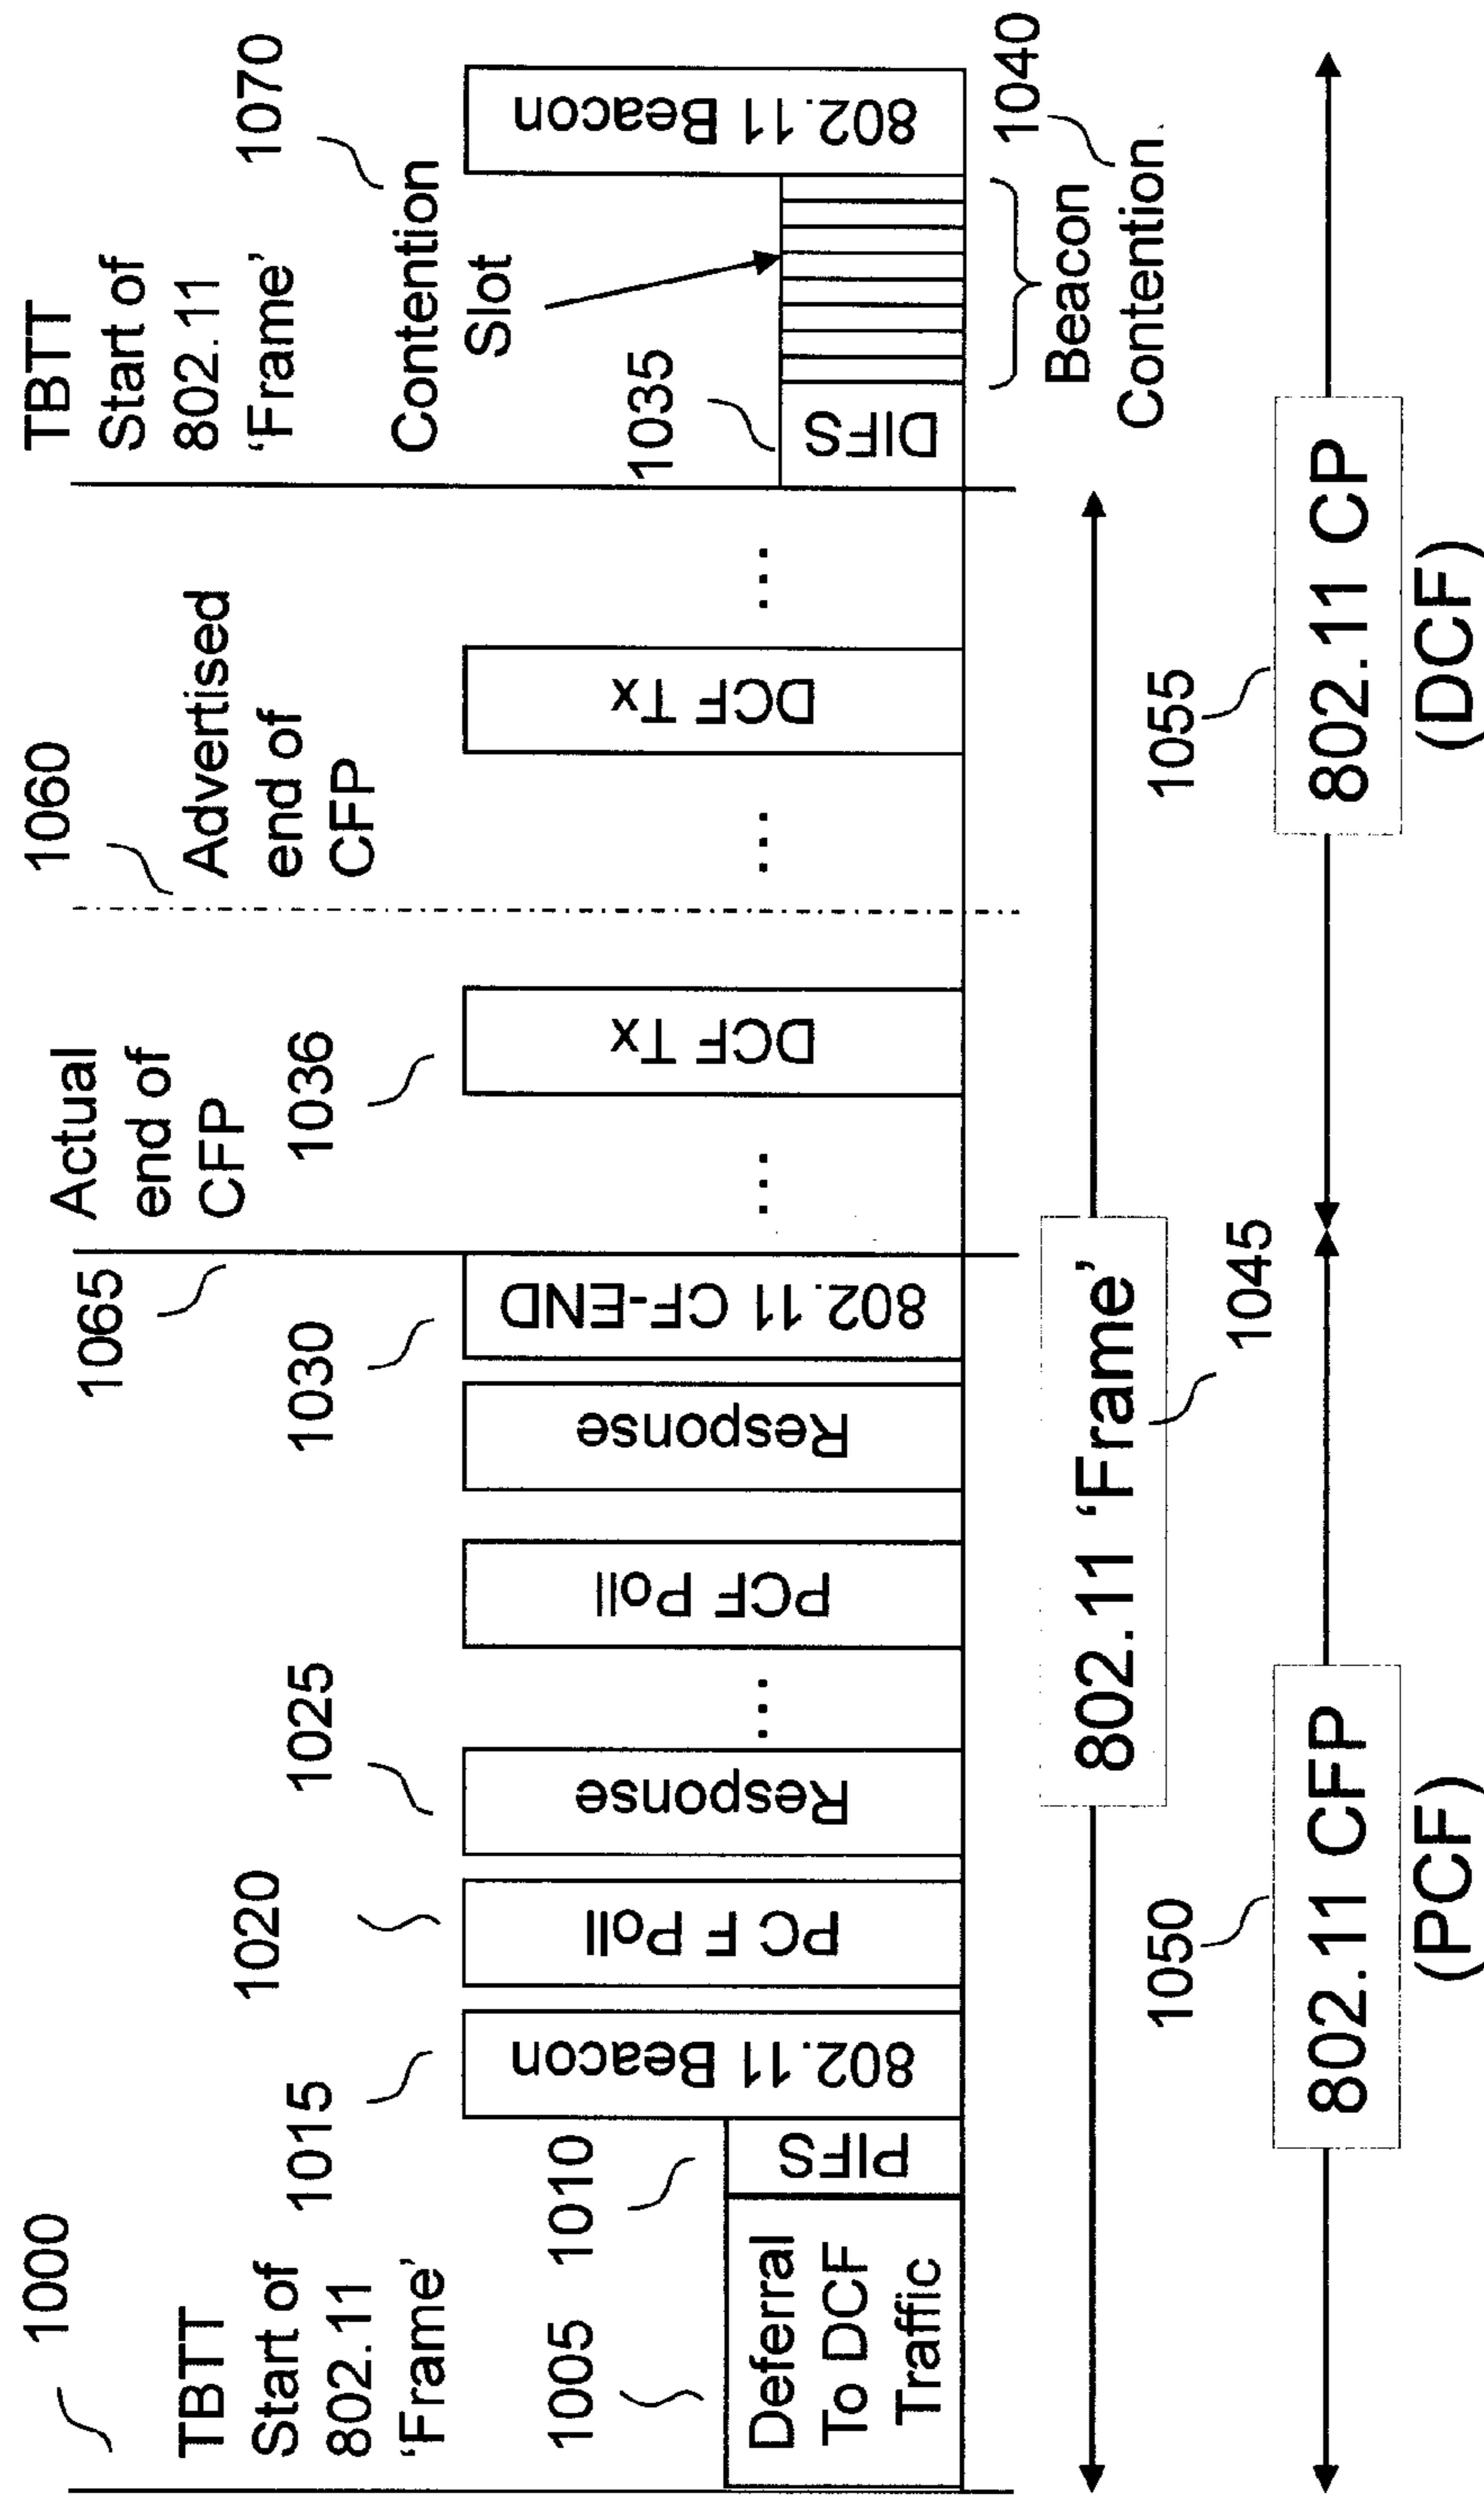 1000
TBTT
Start of
802.11
‘Frame’
1005
Deferral
To DCF
Traffic
1010
PIFS
1015
802.11 Beacon
1020
PC F Poll
1025
Response
...
PCF Poll
Response
1030
802.11 CF-END
1065
Actual
end of
CFP
...
1036
DCF Tx
1060
Advertised
end of
CFP
...
DCF Tx
...
TBTT
Start of
802.11
‘Frame’
1035
DIFS
1070
Contention
Slot
802.11 Beacon
Beacon
Contention
1040
802.11 ‘Frame’
1045
1050
802.11 CFP
(PCF)
1055
802.11 CP
(DCF)